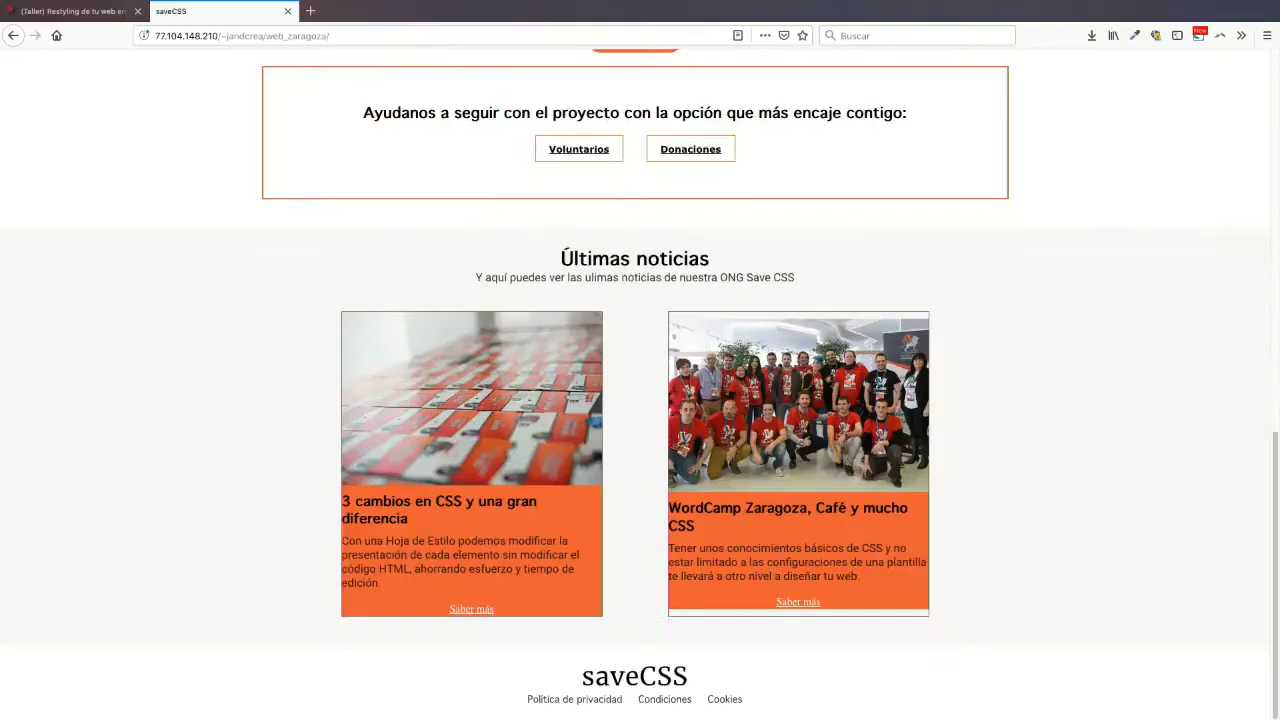 (Taller) Restyling de tu web en
saveCSS
77.104.148.210/~jandcrea/web_zaragoza/
Buscar
New
Ayudanos a seguir con el proyecto con la opción que más encaje contigo:
Voluntarios
Donaciones
Últimas noticias
Y aquí puedes ver las ulimas noticias de nuestra ONG Save CSS
3 cambios en CSS y una gran
diferencia
Con una Hoja de Estilo podemos modificar la
presentación de cada elemento sin modificar el
código HTML, ahorrando esfuerzo y tiempo de
edición.
Saber más
WordCamp Zaragoza, Café y mucho
CSS
Tener unos conocimientos básicos de CSS y no
estar limitado a las configuraciones de una plantilla
te llevará a otro nivel a diseñar tu web.
Saber más
saveCSS
Política de privacidad
Condiciones
Cookies